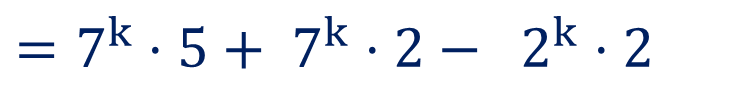 = 7ᵏ · 5 + 7ᵏ · 2 − 2ᵏ · 2